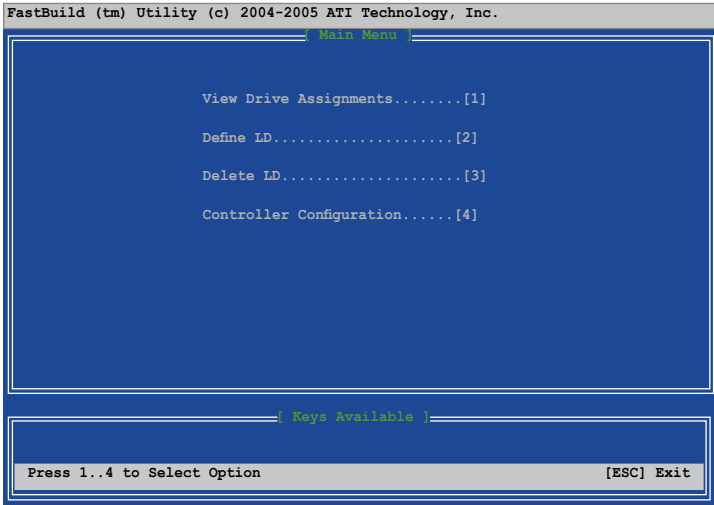 FastBuild (tm) Utility (c) 2004-2005 ATI Technology, Inc.
[ Main Menu ]
View Drive Assignments........[1]
Define LD.....................[2]
Delete LD.....................[3]
Controller Configuration......[4]
[ Keys Available ]
Press 1..4 to Select Option [ESC] Exit